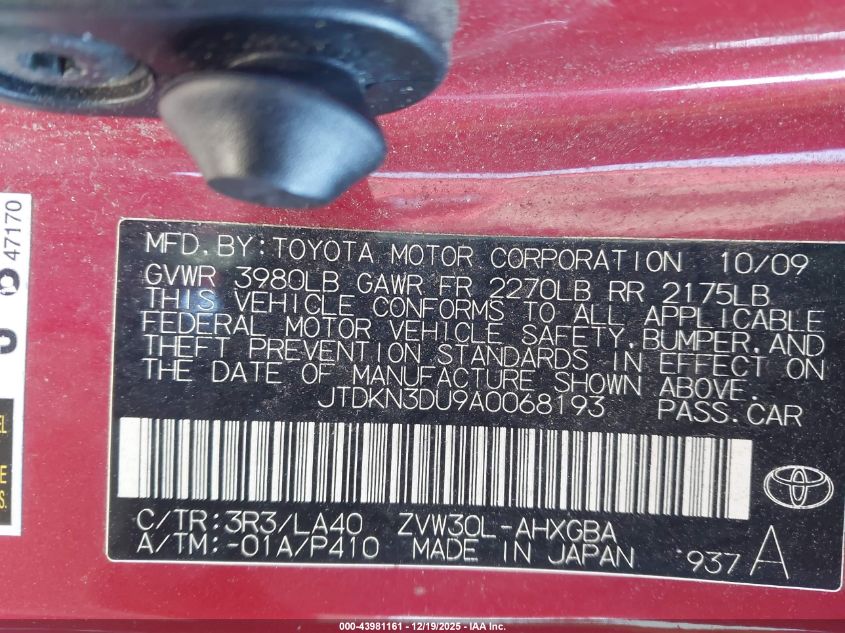 MFD. BY: TOYOTA MOTOR CORPORATION 10/09
GVWR 3980LB GAWR FR 2270LB RR 2175LB
THIS VEHICLE CONFORMS TO ALL APPLICABLE
FEDERAL MOTOR VEHICLE SAFETY, BUMPER, AND
THEFT PREVENTION STANDARDS IN EFFECT ON
THE DATE OF MANUFACTURE SHOWN ABOVE.
JTDKN3DU9A0068193 PASS. CAR
C/TR: 3R3/LA40 ZVW30L-AHXGBA
A/TM: -01A/P410 MADE IN JAPAN 937 A
47170
EL
E
S.
000-43981161 - 12/19/2025 - IAA Inc.